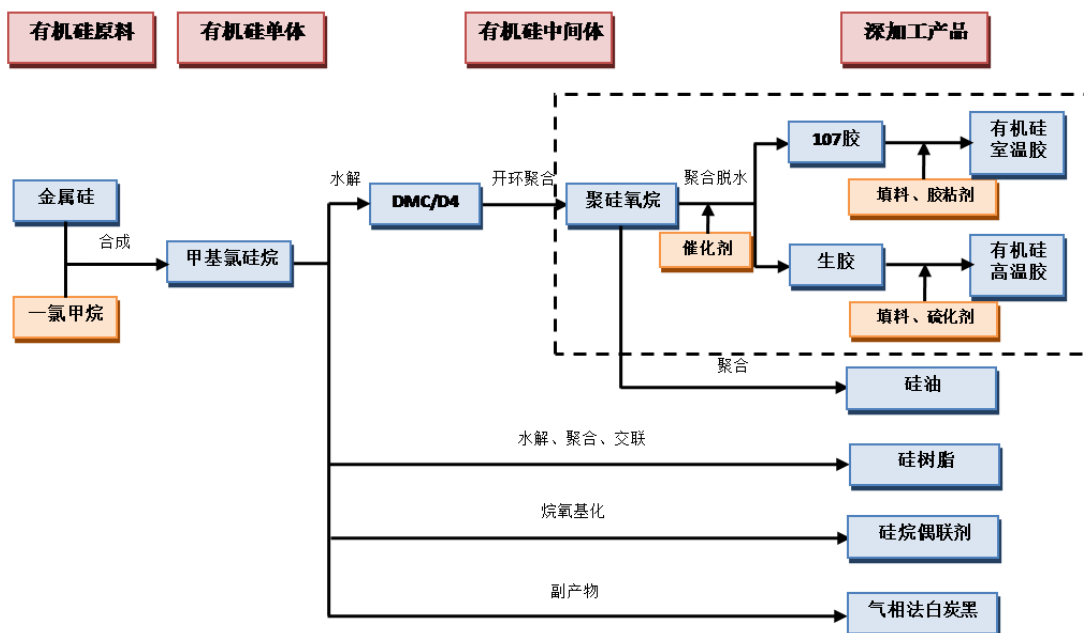 有机硅原料
有机硅单体
有机硅中间体
深加工产品
金属硅
合成
一氯甲烷
甲基氯硅烷
水解
DMC/D4
开环聚合
聚硅氧烷
聚合脱水
催化剂
107胶
填料、胶粘剂
有机硅
室温胶
生胶
填料、硫化剂
有机硅
高温胶
聚合
硅油
水解、聚合、交联
硅树脂
烷氧基化
硅烷偶联剂
副产物
气相法白炭黑